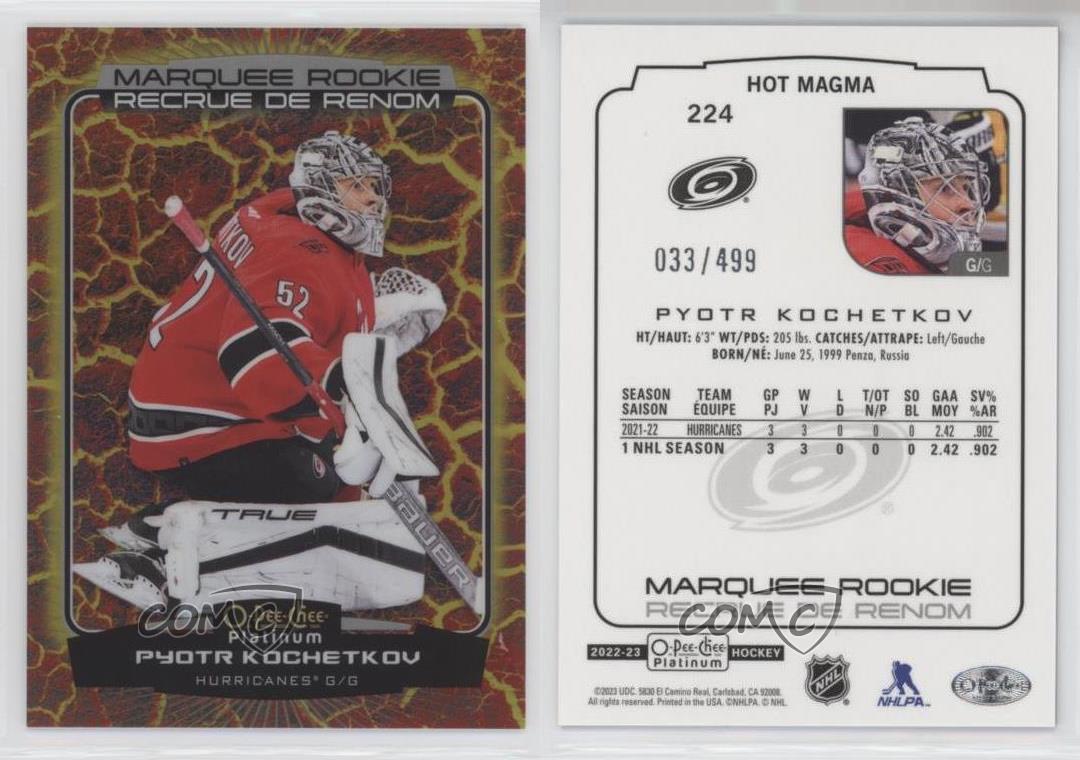 MARQUEE ROOKIE
RECRUE DE RENOM
52
TRUE
BAUER
COMC
O-Pee-Chee
Platinum
PYOTR KOCHETKOV
HURRICANES® G/G
HOT MAGMA
224
033/499
G/G
PYOTR KOCHETKOV
HT/HAUT: 6'3" WT/PDS: 205 lbs. CATCHES/ATTRAPE: Left/Gauche
BORN/NÉ: June 25, 1999 Penza, Russia
SEASON TEAM GP W L T/OT SO GAA SV%
SAISON ÉQUIPE PJ V D N/P BL MOY %AR
2021-22 HURRICANES 3 3 0 0 0 2.42 .902
1 NHL SEASON 3 3 0 0 0 2.42 .902
MARQUEE ROOKIE
RECRUE DE RENOM
COMC
2022-23 O-Pee-Chee HOCKEY
Platinum
NHL
NHLPA
©2023 UDC. 5830 El Camino Real, Carlsbad, CA 92008.
All rights reserved. Printed in the USA. ©NHLPA. © NHL.